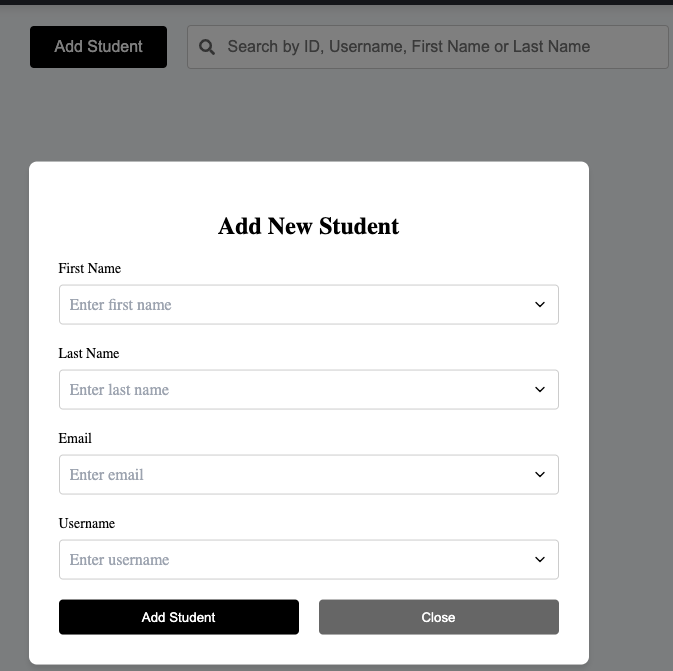 Add Student
Search by ID, Username, First Name or Last Name
Add New Student
First Name
Enter first name
Last Name
Enter last name
Email
Enter email
Username
Enter username
Add Student
Close